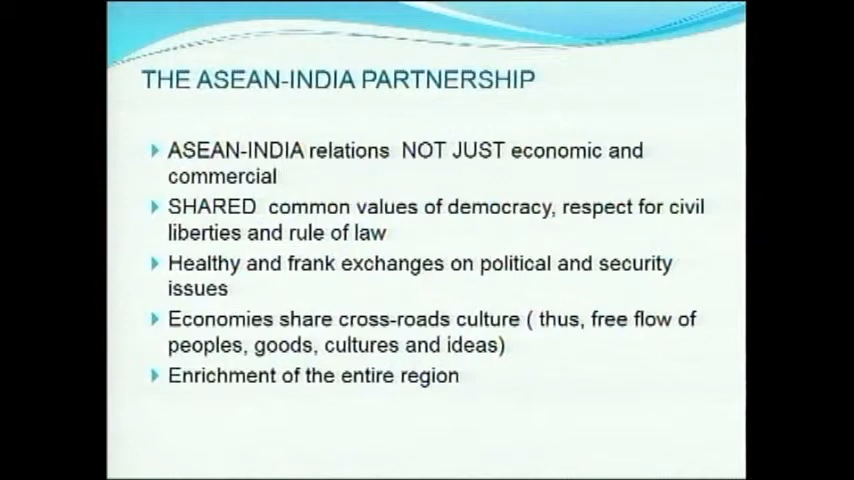 THE ASEAN-INDIA PARTNERSHIP
ASEAN-INDIA relations NOT JUST economic and
commercial
SHARED common values of democracy, respect for civil
liberties and rule of law
Healthy and frank exchanges on political and security
issues
Economies share cross-roads culture ( thus, free flow of
peoples, goods, cultures and ideas)
Enrichment of the entire region